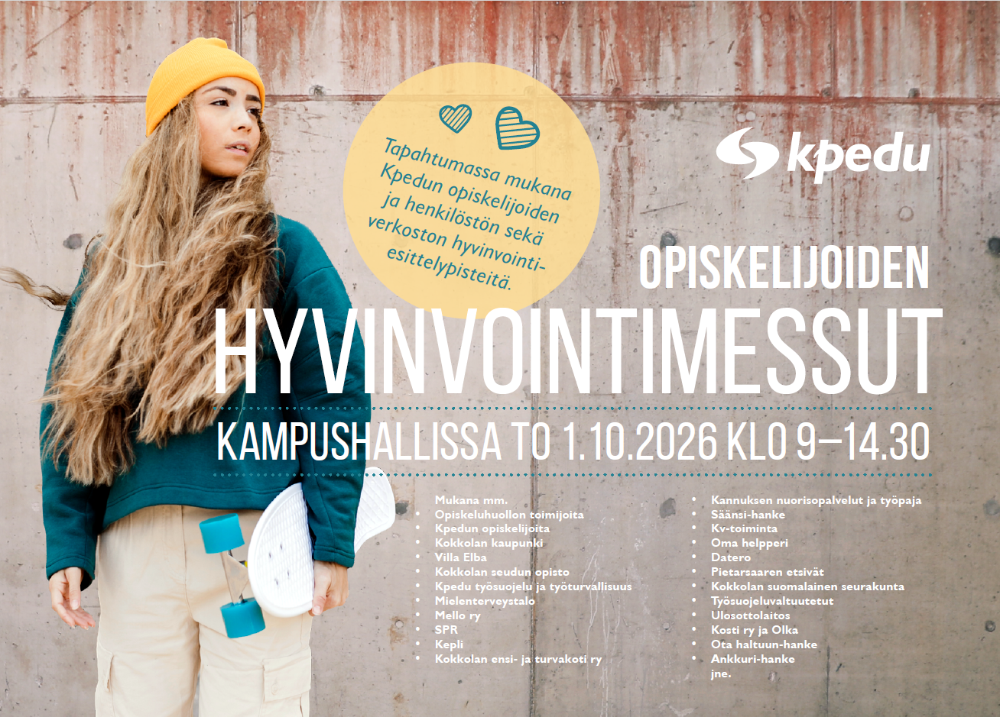 Tapahtumassa mukana
Kpedun opiskelijoiden
ja henkilöstön sekä
verkoston hyvinvointi-
esittelypisteitä.
kpedu
OPISKELIJOIDEN
HYVINVOINTIMESSUT
KAMPUSHALLISSA TO 1.10.2026 KLO 9–14.30
Mukana mm.
• Opiskeluhuollon toimijoita
• Kpedun opiskelijoita
• Kokkolan kaupunki
• Villa Elba
• Kokkolan seudun opisto
• Kpedu työsuojelu ja työturvallisuus
• Mielenterveystalo
• Mello ry
• SPR
• Kepli
• Kokkolan ensi- ja turvakoti ry
• Kannuksen nuorisopalvelut ja työpaja
• Säänsi-hanke
• Kv-toiminta
• Oma helpperi
• Datero
• Pietarsaaren etsivät
• Kokkolan suomalainen seurakunta
• Työsuojeluvaltuutetut
• Ulosottolaitos
• Kosti ry ja Olka
• Ota haltuun-hanke
• Ankkuri-hanke
jne.